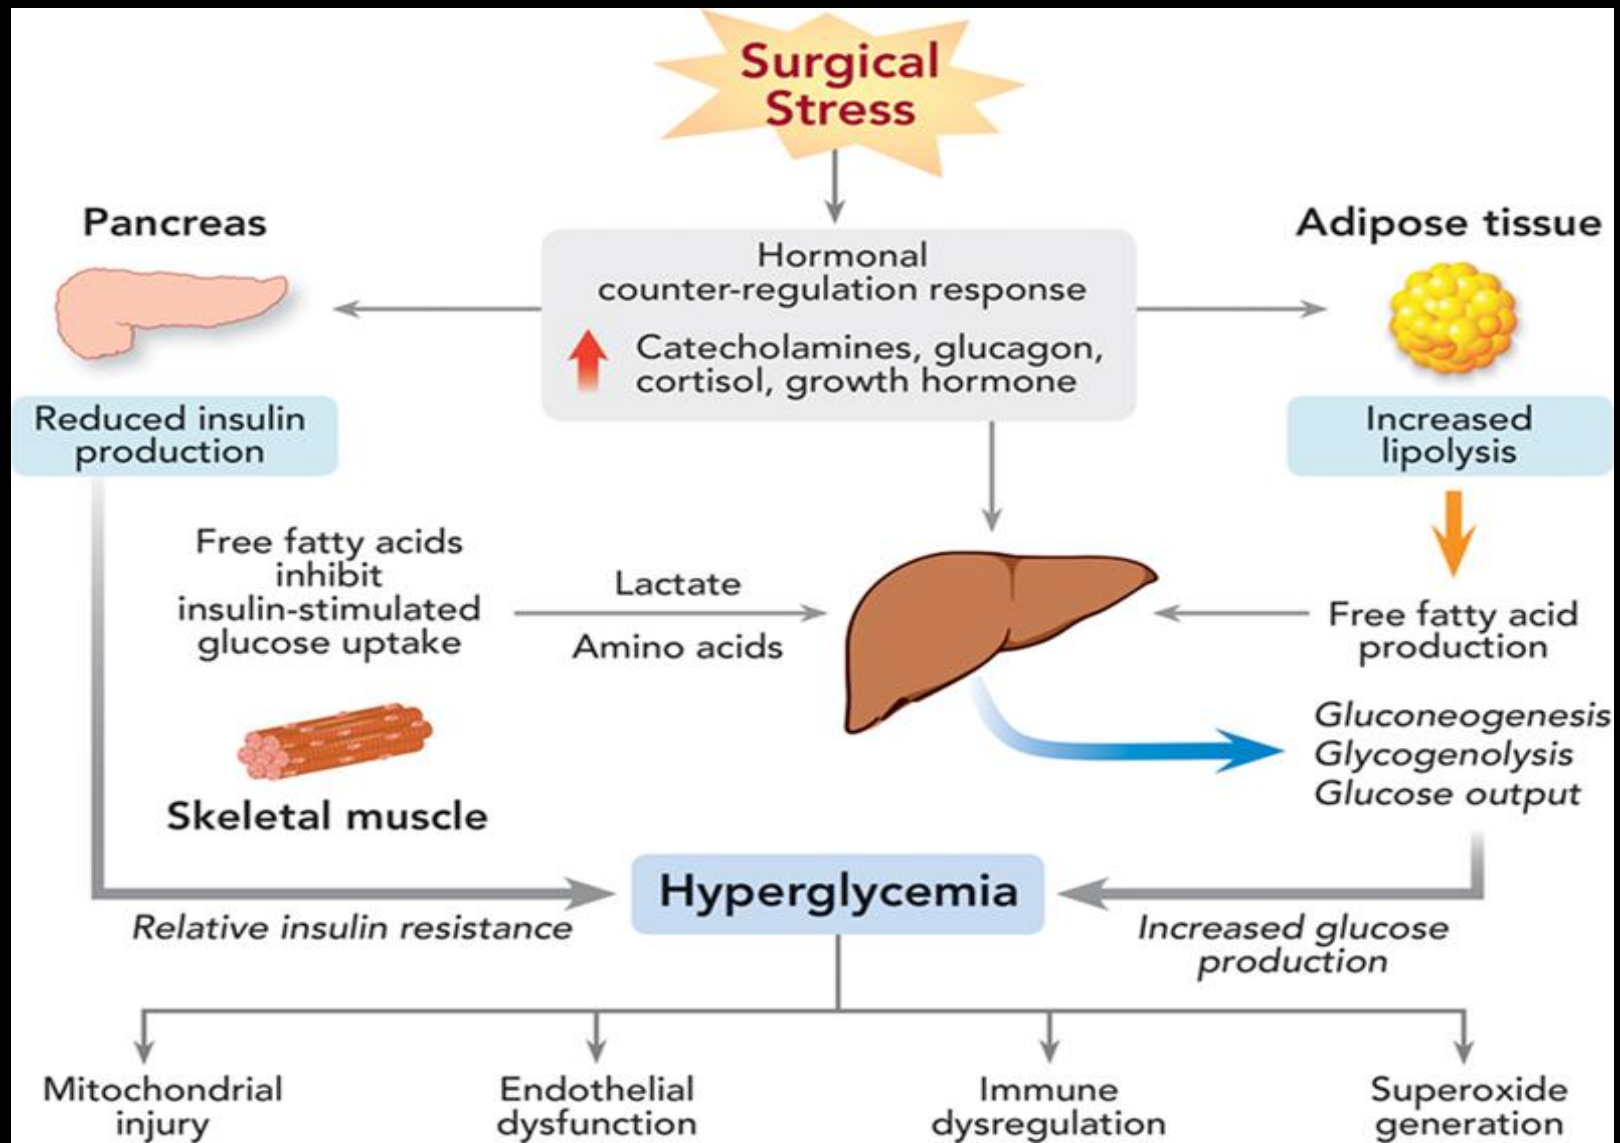 Surgical
Stress
Pancreas
Adipose tissue
Hormonal
counter-regulation response
Catecholamines, glucagon,
cortisol, growth hormone
Reduced insulin
production
Increased
lipolysis
Free fatty acids
inhibit
insulin-stimulated
glucose uptake
Lactate
Amino acids
Free fatty acid
production
Gluconeogenesis
Glycogenolysis
Glucose output
Skeletal muscle
Hyperglycemia
Relative insulin resistance
Increased glucose
production
Mitochondrial
injury
Endothelial
dysfunction
Immune
dysregulation
Superoxide
generation